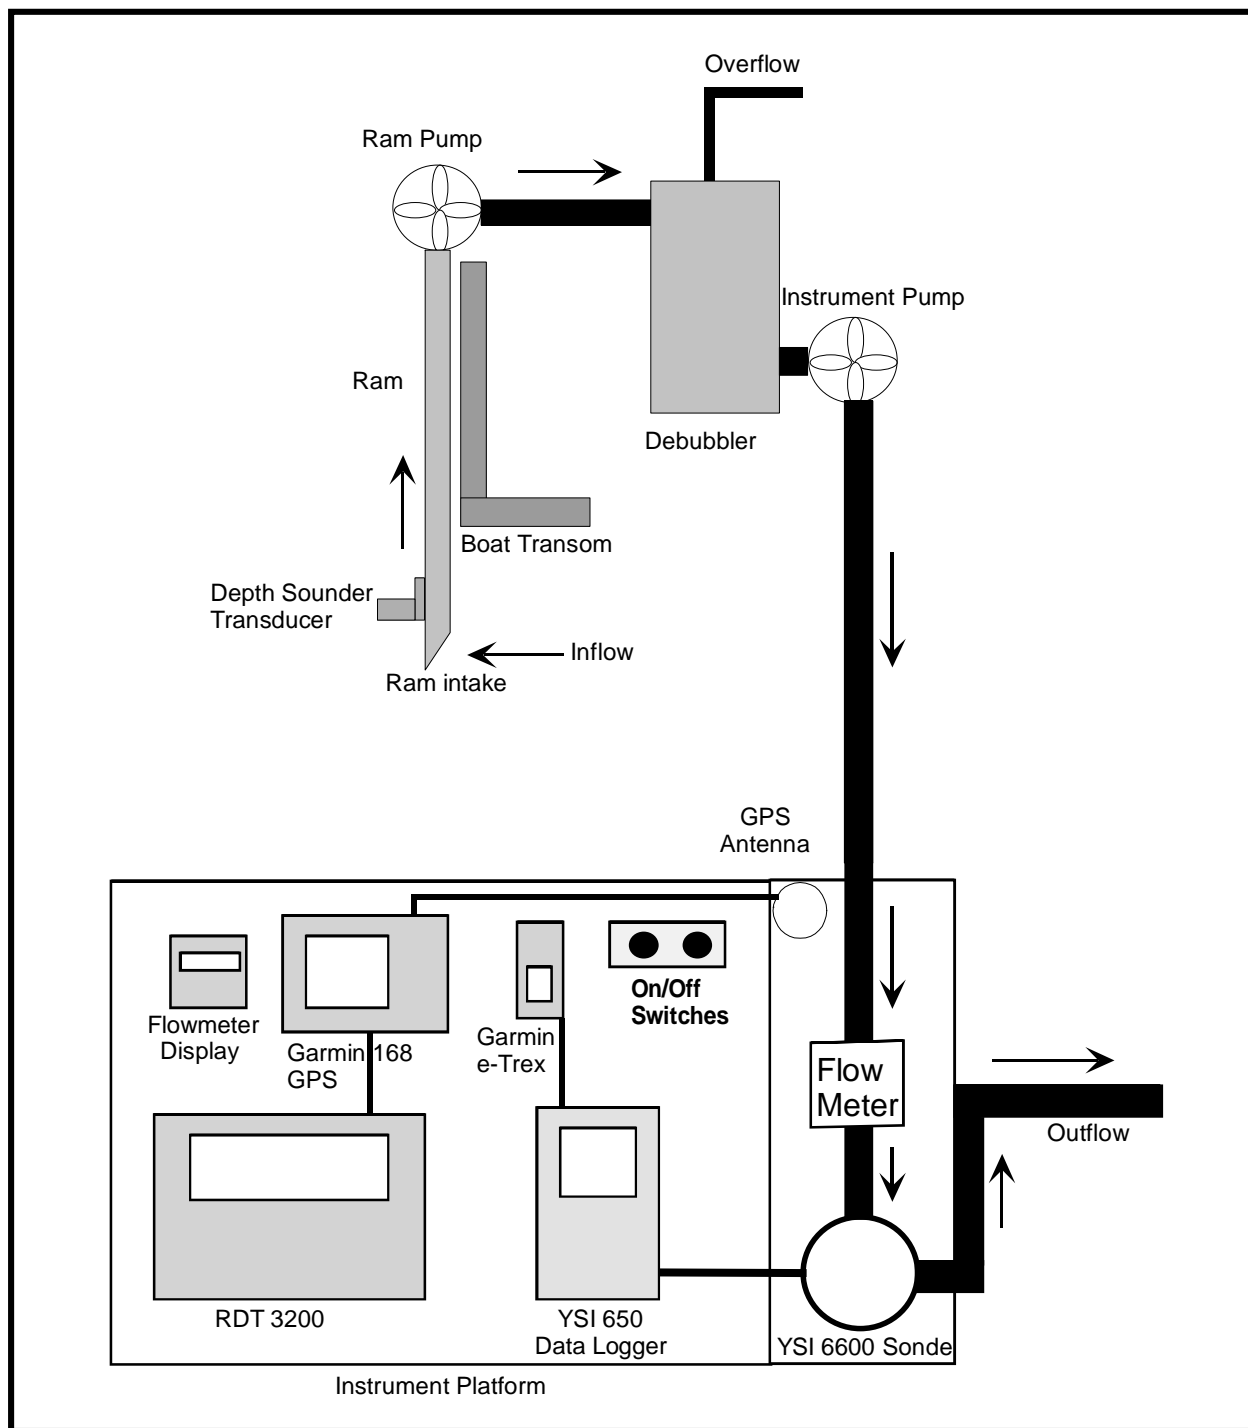 Overflow
Ram Pump
Instrument Pump
Ram
Debubbler
Boat Transom
Depth Sounder
Transducer
Inflow
Ram intake
GPS
Antenna
On/Off
Switches
Flowmeter
Display
Garmin 168
GPS
Garmin
e-Trex
Flow
Meter
Outflow
RDT 3200
YSI 650
Data Logger
YSI 6600 Sonde
Instrument Platform